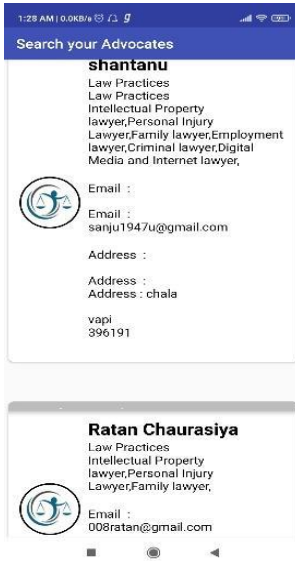 1:28 AM | 0.0KB/s
Search your Advocates
shantanu
Law Practices
Law Practices
Intellectual Property
lawyer,Personal Injury
Lawyer,Family lawyer,Employment
lawyer,Criminal lawyer,Digital
Media and Internet lawyer,
Email :
Email :
sanju1947u@gmail.com
Address :
Address :
Address : chala
vapi
396191
Ratan Chaurasiya
Law Practices
Intellectual Property
lawyer,Personal Injury
Lawyer,Family lawyer,
Email :
008ratan@gmail.com